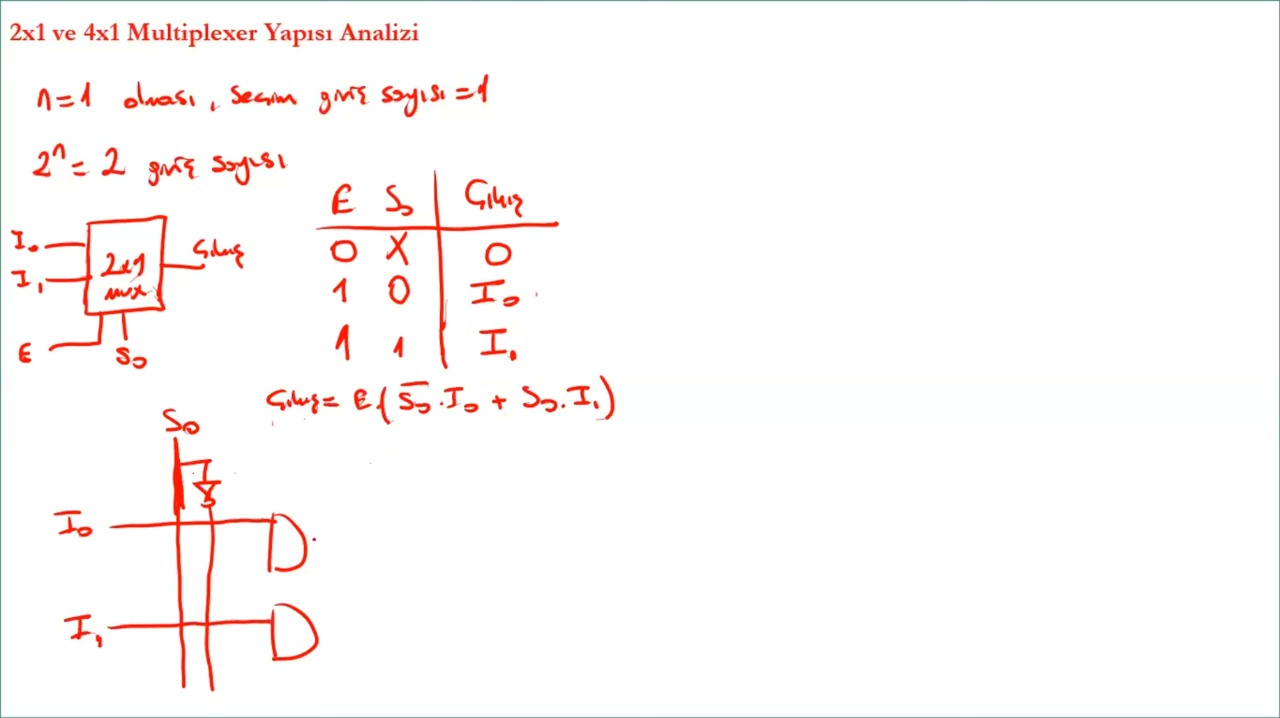 2x1 ve 4x1 Multiplexer Yapısı Analizi
n=1 olması, seçim giriş sayısı=1
2ⁿ= 2 giriş sayısı
E S₀ Çıkış
0 X 0
1 0 I₀
1 1 I₁
I₀
I₁
2x1
mux
Çıkış
E
S₀
Çıkış= E.(S̅₀.I₀ + S₀.I₁)
S₀
I₀
I₁